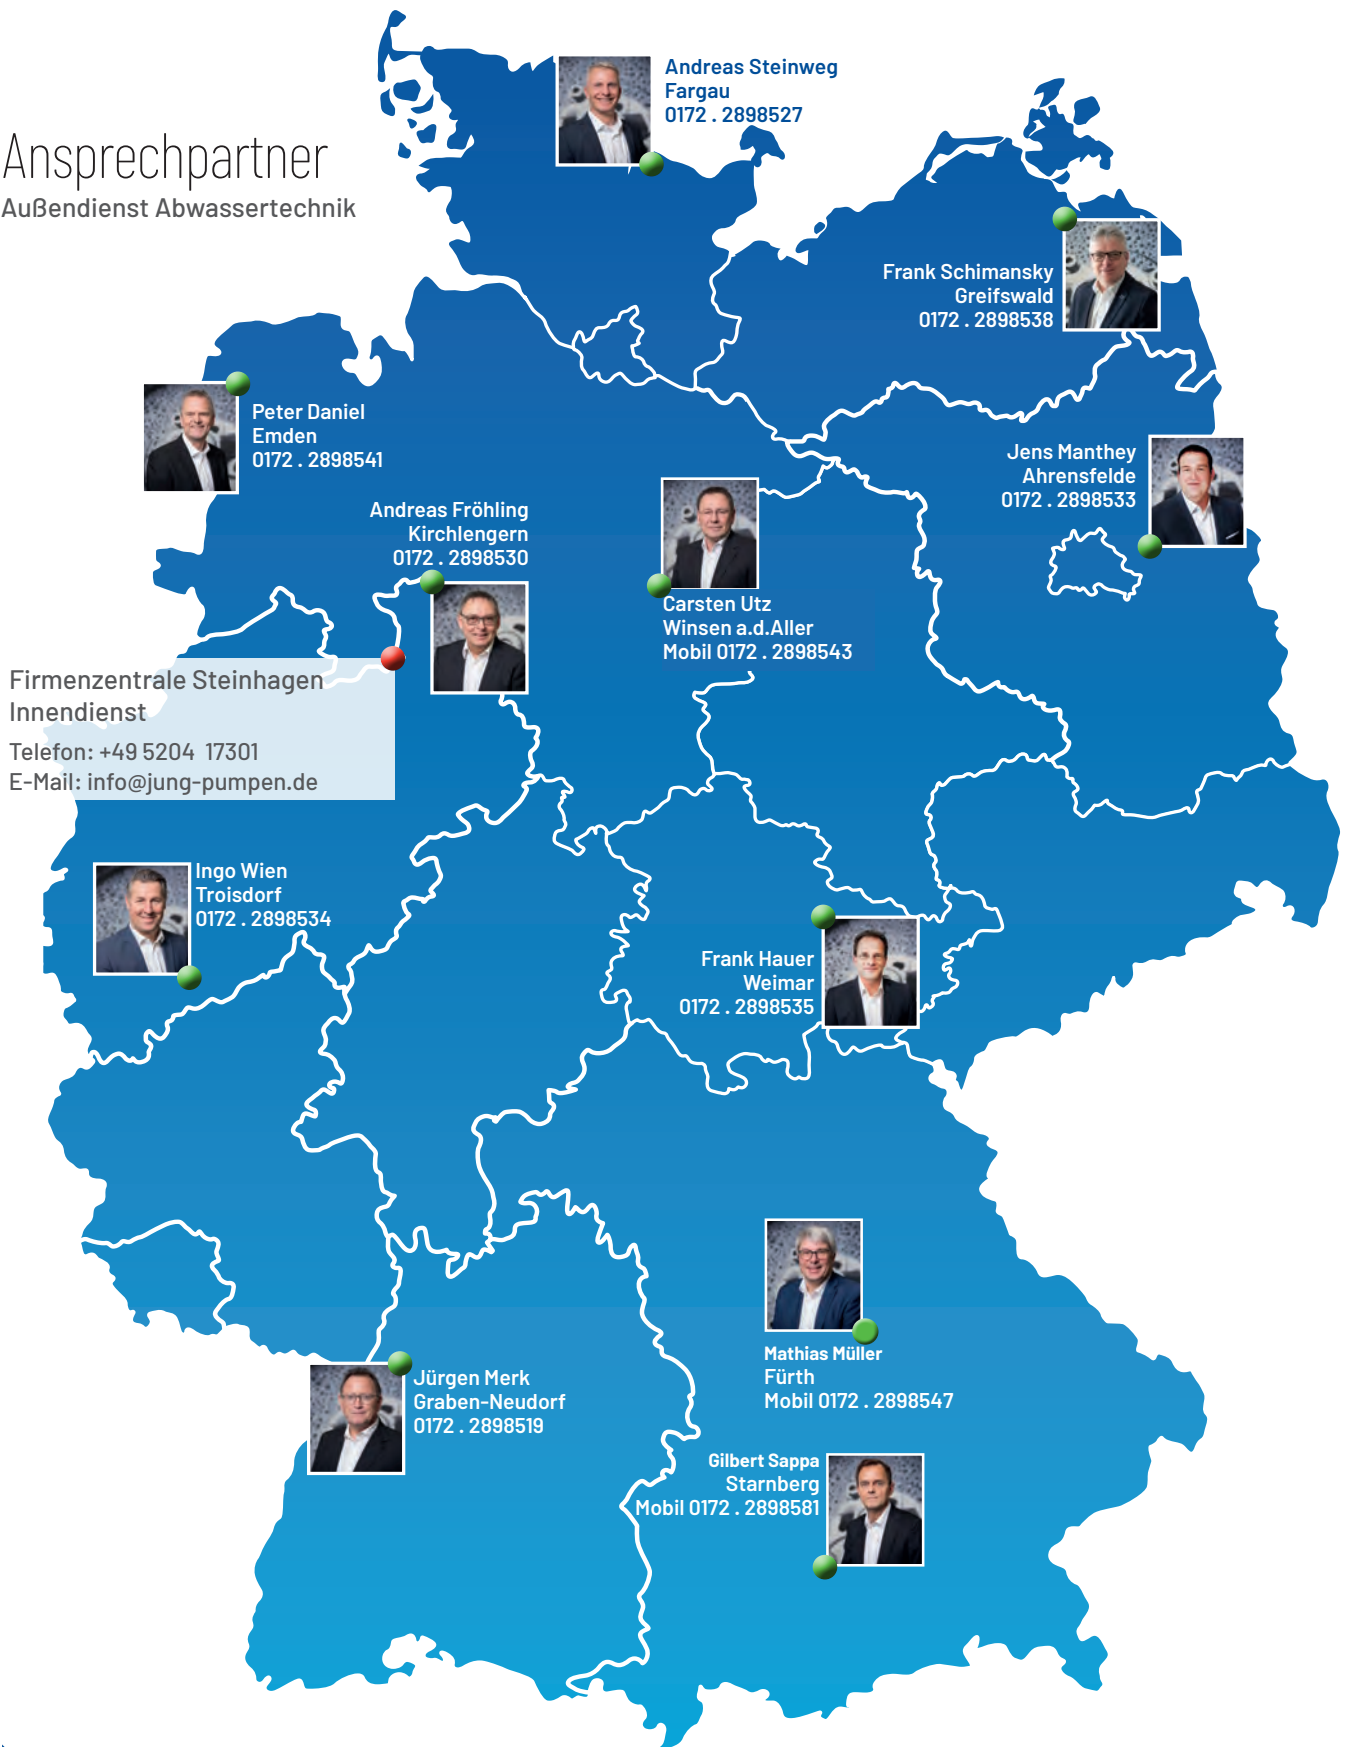 Ansprechpartner
Außendienst Abwassertechnik
Andreas Steinweg
Fargau
0172 . 2898527
Frank Schimansky
Greifswald
0172 . 2898538
Peter Daniel
Emden
0172 . 2898541
Jens Manthey
Ahrensfelde
0172 . 2898533
Andreas Fröhling
Kirchlengern
0172 . 2898530
Carsten Utz
Winsen a.d.Aller
Mobil 0172 . 2898543
Firmenzentrale Steinhagen
Innendienst
Telefon: +49 5204 17301
E-Mail: info@jung-pumpen.de
Ingo Wien
Troisdorf
0172 . 2898534
Frank Hauer
Weimar
0172 . 2898535
Mathias Müller
Fürth
Mobil 0172 . 2898547
Jürgen Merk
Graben-Neudorf
0172 . 2898519
Gilbert Sappa
Starnberg
Mobil 0172 . 2898581